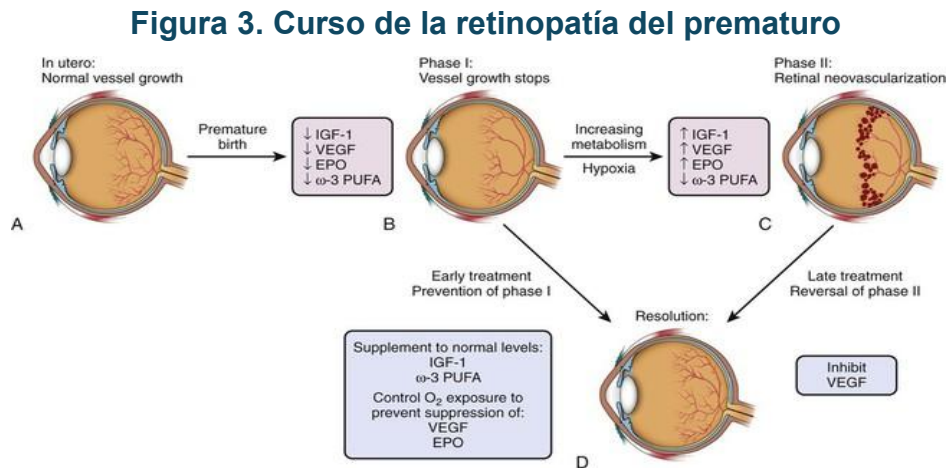 Figura 3. Curso de la retinopatía del prematuro
In utero:
Normal vessel growth
Phase I:
Vessel growth stops
Phase II:
Retinal neovascularization
Premature
birth
↓ IGF-1
↓ VEGF
↓ EPO
↓ ω-3 PUFA
Increasing
metabolism
Hypoxia
↑ IGF-1
↑ VEGF
↑ EPO
↓ ω-3 PUFA
A
B
C
Early treatment
Prevention of phase I
Late treatment
Reversal of phase II
Resolution:
Supplement to normal levels:
IGF-1
ω-3 PUFA
Control O₂ exposure to
prevent suppression of:
VEGF
EPO
Inhibit
VEGF
D